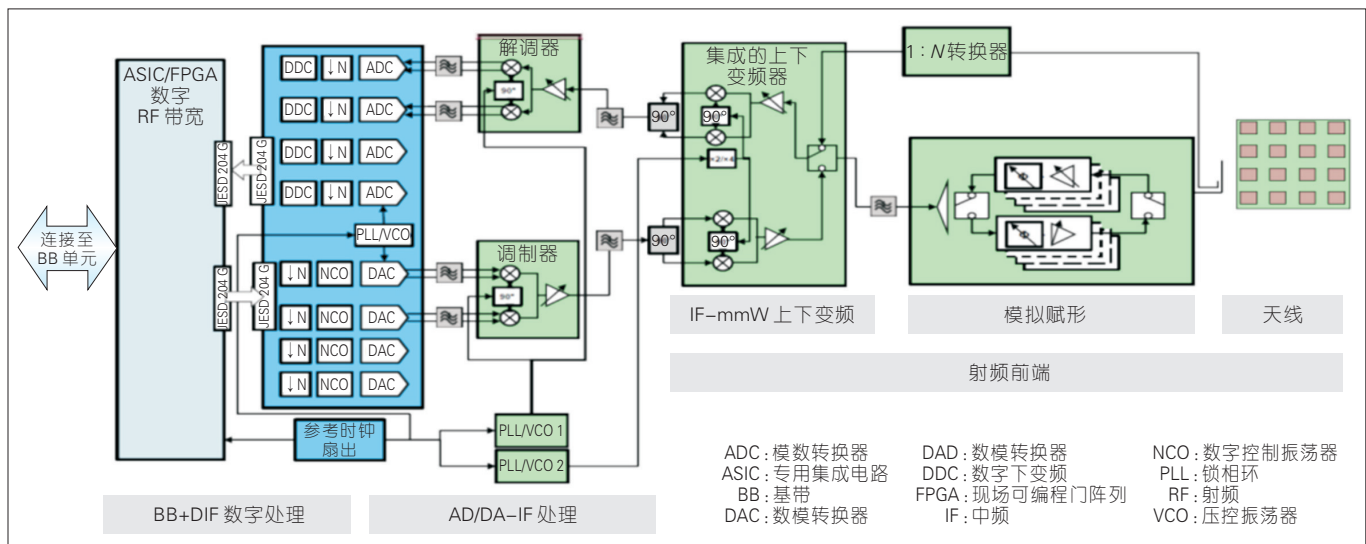 ASIC/FPGA
数字
RF 带宽
连接至
BB 单元
JESD 204 G
JESD 204 G
JESD 204 G
JESD 204 G
DDC ↓N ADC
DDC ↓N ADC
DDC ↓N ADC
DDC ↓N ADC
PLL/VCO
↓N NCO DAC
↓N NCO DAC
↓N NCO DAC
↓N NCO DAC
参考时钟
扇出
解调器
90°
调制器
90°
PLL/VCO 1
PLL/VCO 2
集成的上下
变频器
90°
90°
×2/×4
90°
90°
1:N 转换器
Φ
Φ
BB+DIF 数字处理
AD/DA-IF 处理
IF-mmW 上下变频
模拟赋形
天线
射频前端
ADC:模数转换器
ASIC:专用集成电路
BB:基带
DAC:数模转换器
DAD:数模转换器
DDC:数字下变频
FPGA:现场可编程门阵列
IF:中频
NCO:数字控制振荡器
PLL:锁相环
RF:射频
VCO:压控振荡器